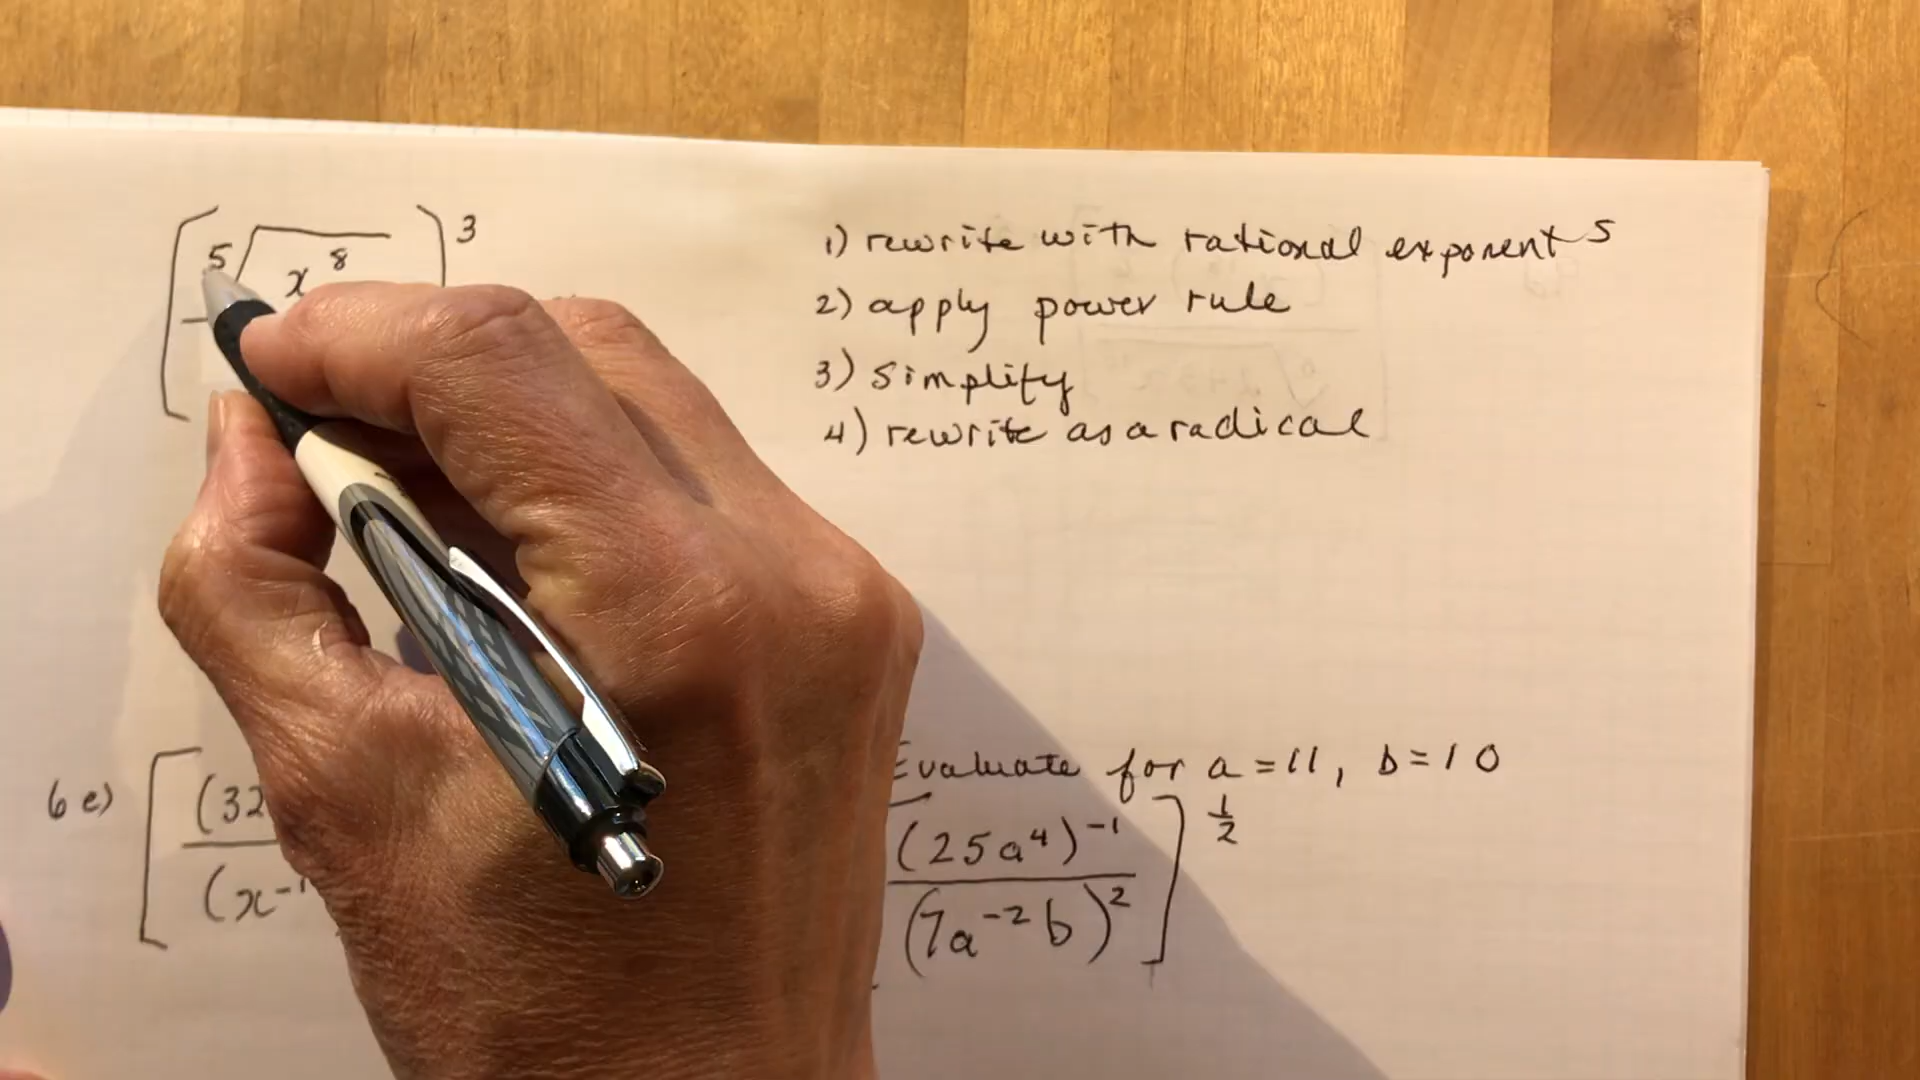 [ 5√x^8 ]^3
1) rewrite with rational exponents
2) apply power rule
3) simplify
4) rewrite as a radical
6 e) [ (32
(x^-1
Evaluate for a = 11, b = 10
(25a^4)^-1 ] 1/2
(7a^-2 b)^2